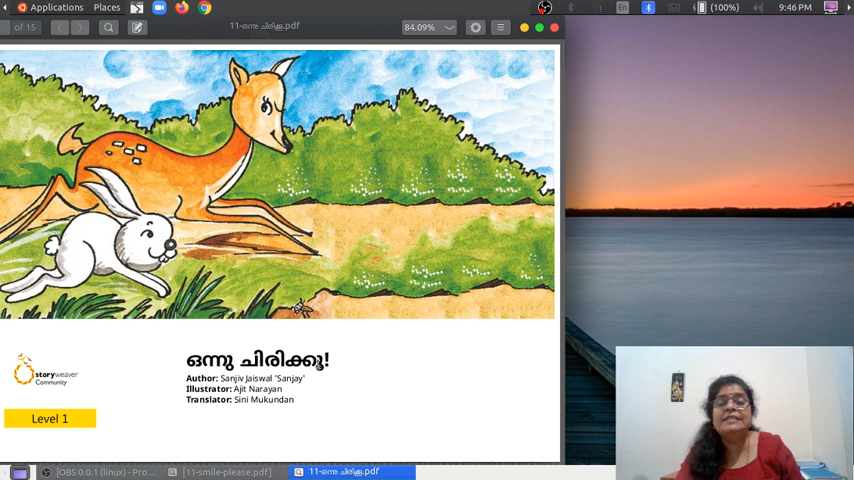 Applications Places En (100%) 9:46 PM
of 15 11-ഒന്നു ചിരിക്കൂ.pdf 84.09%
ഒന്നു ചിരിക്കൂ!
Author: Sanjiv Jaiswal 'Sanjay'
Illustrator: Ajit Narayan
Translator: Sini Mukundan
storyweaver
Community
Level 1
[OBS 0.0.1 (linux) - Pro... [11-smile-please.pdf] 11-ഒന്നു ചിരിക്കൂ.pdf